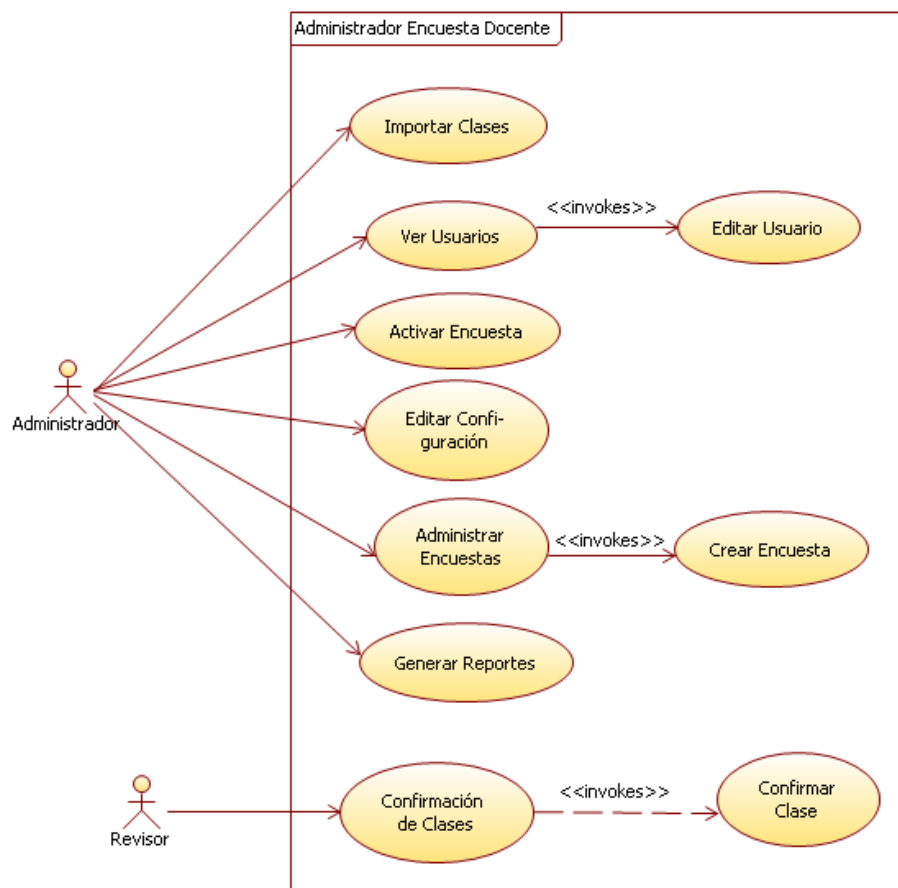 Administrador Encuesta Docente
Importar Clases
<<invokes>>
Ver Usuarios
Editar Usuario
Activar Encuesta
Administrador
Editar Confi-
guración
Administrar
Encuestas
<<invokes>>
Crear Encuesta
Generar Reportes
Revisor
Confirmación
de Clases
<<invokes>>
Confirmar
Clase